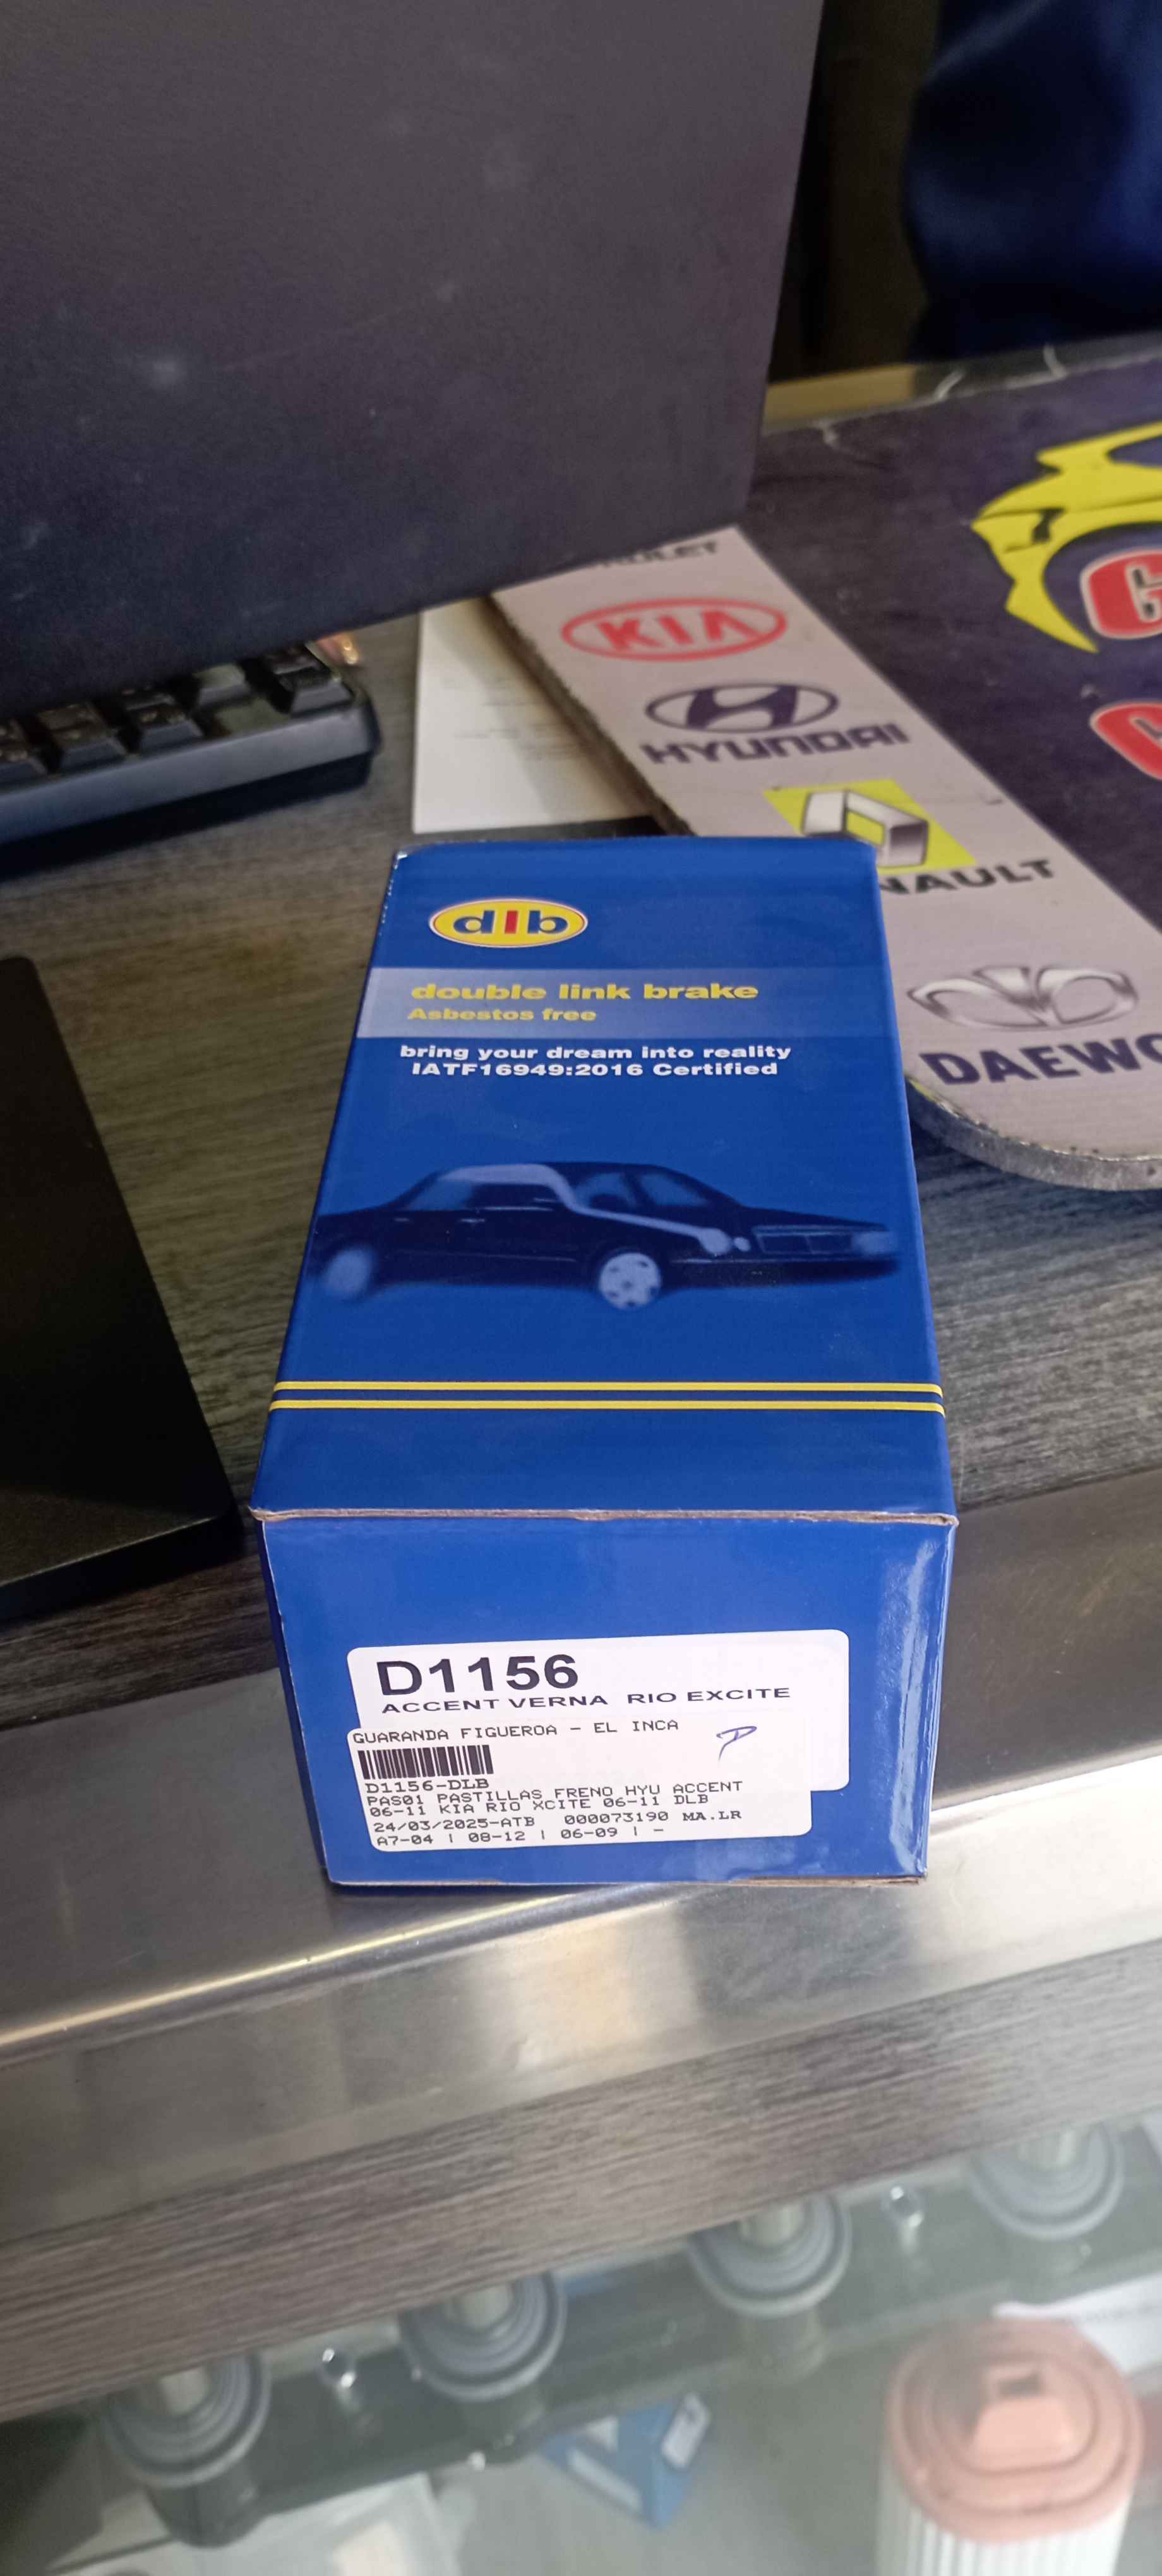 KIA
HYUNDAI
DAEWO
dlb
double link brake
Asbestos free
bring your dream into reality
IATF16949:2016 Certified
D1156
ACCENT VERNA RIO EXCITE
GUARANDA FIGUEROA - EL INCA
D1156-DLB
PAS01 PASTILLAS FRENO HYU ACCENT
06-11 KIA RIO XCITE 06-11 DLB
24/03/2025-ATB 000073190 MA.LR
A7-04 | 08-12 | 06-09 | -